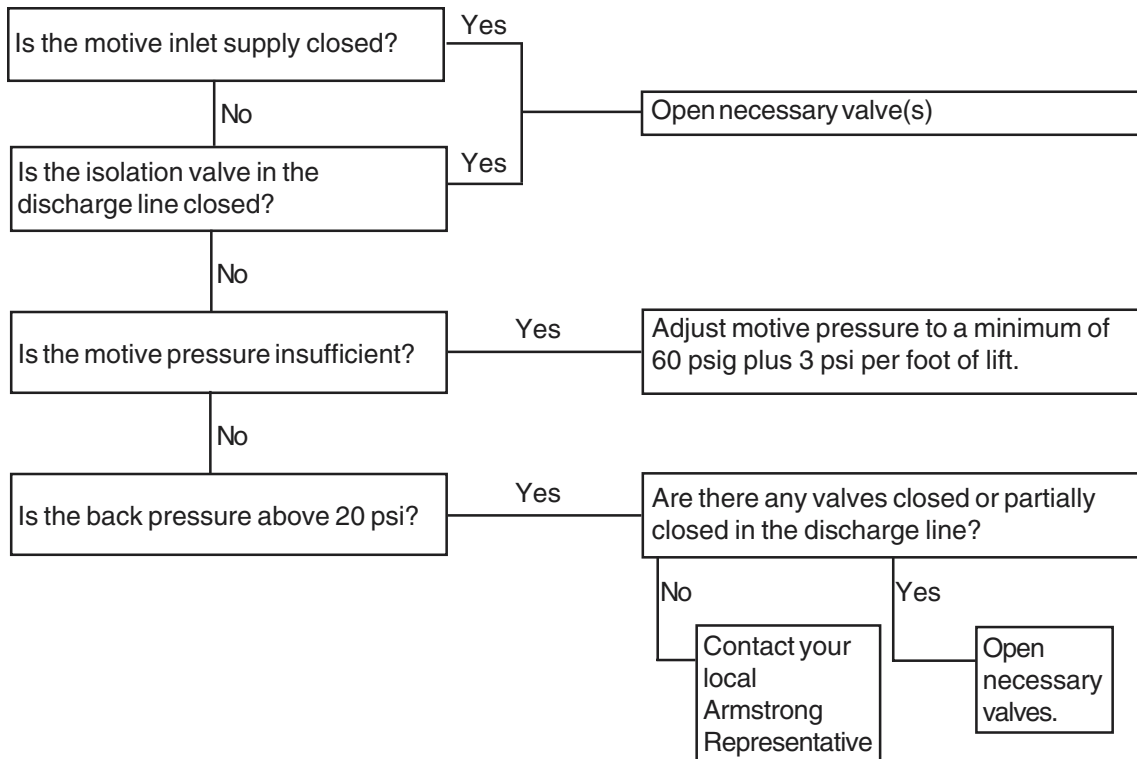 Is the motive inlet supply closed?
Yes
No
Open necessary valve(s)
Is the isolation valve in the
discharge line closed?
Yes
No
Is the motive pressure insufficient?
Yes
Adjust motive pressure to a minimum of
60 psig plus 3 psi per foot of lift.
No
Is the back pressure above 20 psi?
Yes
Are there any valves closed or partially
closed in the discharge line?
No
Yes
Contact your
local
Armstrong
Representative
Open
necessary
valves.